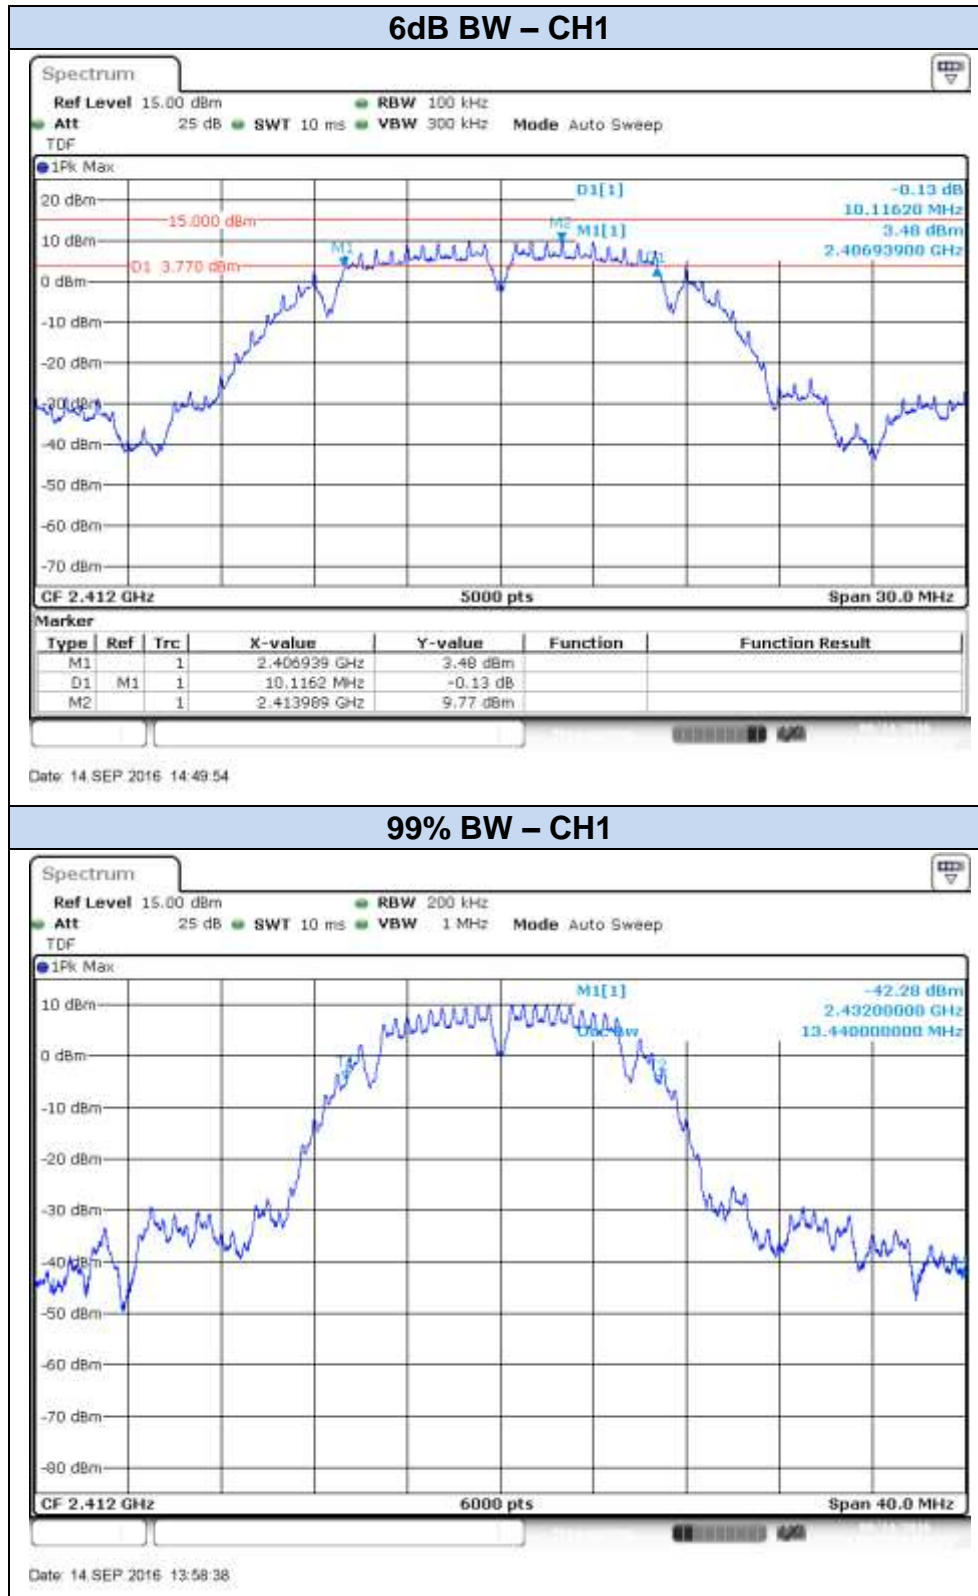 6dB BW – CH1
Spectrum
Ref Level 15.00 dBm RBW 100 kHz
Att 25 dB SWT 10 ms VBW 300 kHz Mode Auto Sweep
TDF
1Pk Max
D1[1] -0.13 dB
10.11620 MHz
M1[1] 3.48 dBm
2.40693900 GHz
20 dBm
15.000 dBm
M2
10 dBm
M1
D1 3.770 dBm
D1
0 dBm
-10 dBm
-20 dBm
-30 dBm
-40 dBm
-50 dBm
-60 dBm
-70 dBm
CF 2.412 GHz 5000 pts Span 30.0 MHz
Marker
Type Ref Trc X-value Y-value Function Function Result
M1 1 2.406939 GHz 3.48 dBm
D1 M1 1 10.1162 MHz -0.13 dB
M2 1 2.413989 GHz 9.77 dBm
Date: 14.SEP.2016 14:49:54
99% BW – CH1
Spectrum
Ref Level 15.00 dBm RBW 200 kHz
Att 25 dB SWT 10 ms VBW 1 MHz Mode Auto Sweep
TDF
1Pk Max
M1[1] -42.28 dBm
2.43200000 GHz
Occ Bw 13.440000000 MHz
10 dBm
0 dBm
-10 dBm
-20 dBm
-30 dBm
-40 dBm
-50 dBm
-60 dBm
-70 dBm
-80 dBm
CF 2.412 GHz 6000 pts Span 40.0 MHz
Date: 14.SEP.2016 13:58:38